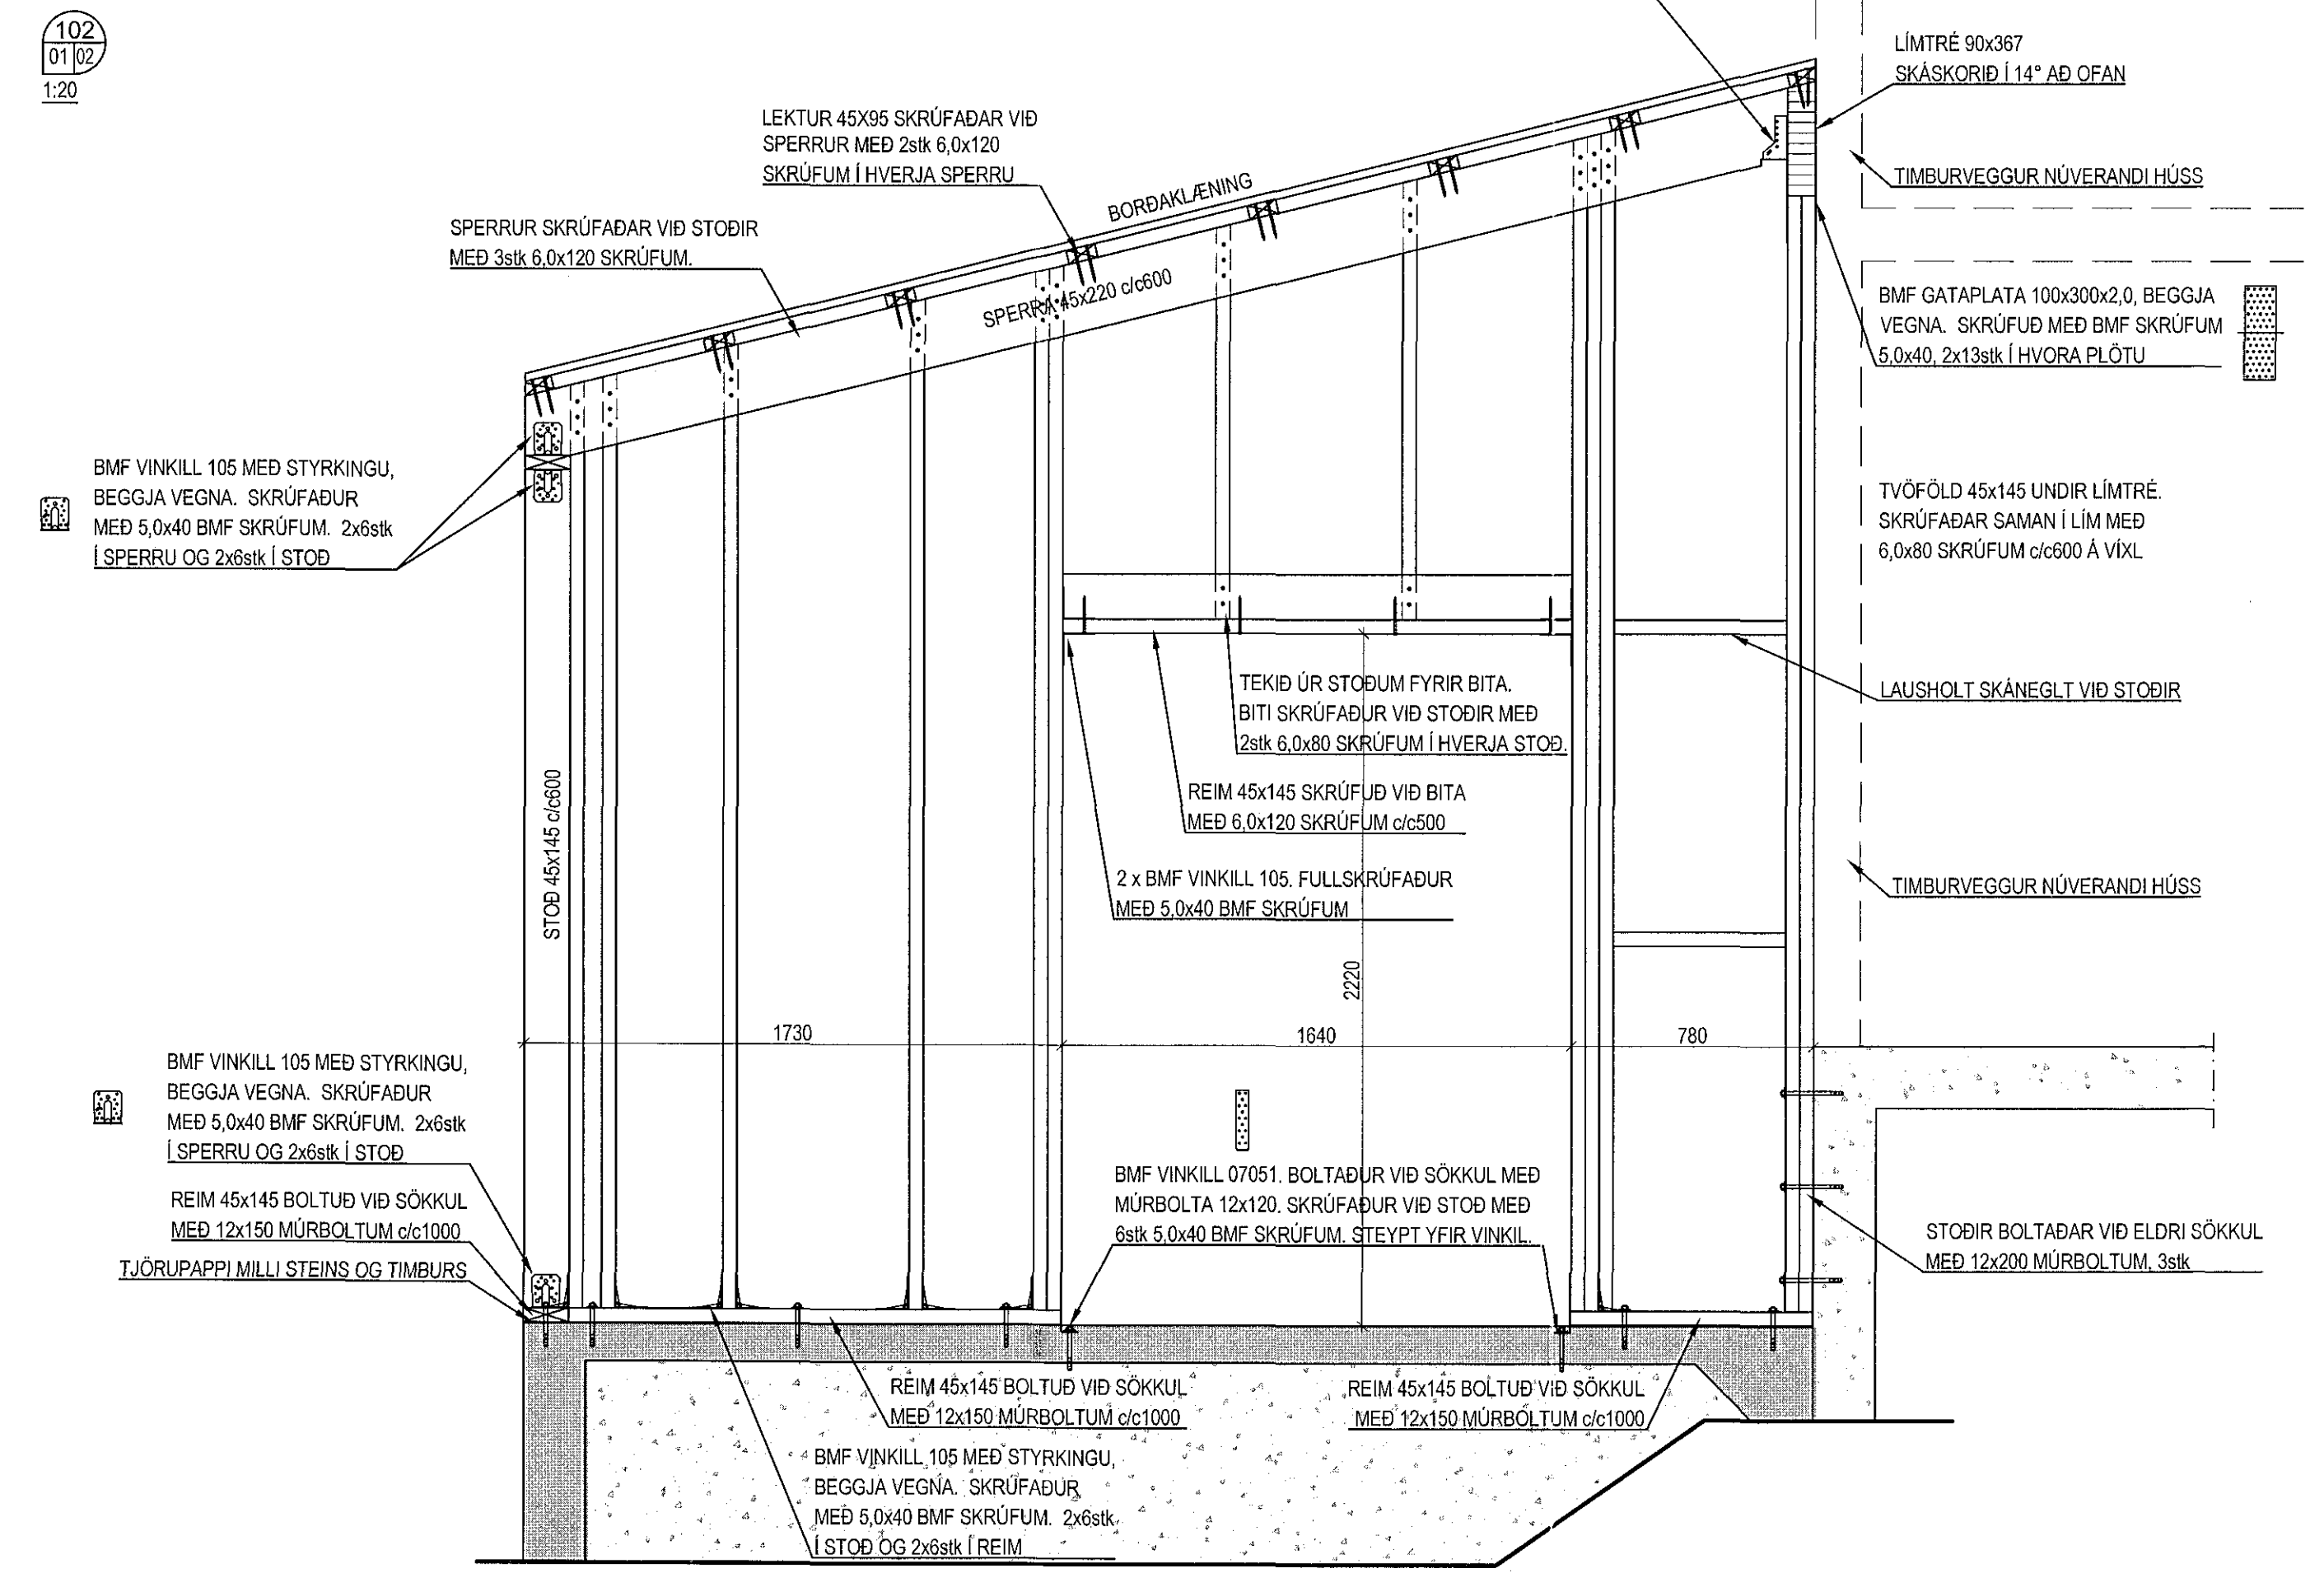 102
01 02
1:20
LÍMTRÉ 90x367
SKÁSKORIÐ Í 14° AÐ OFAN
LEKTUR 45X95 SKRÚFAÐAR VIÐ
SPERRUR MEÐ 2stk 6,0x120
SKRÚFUM Í HVERJA SPERRU
BORÐAKLÆNING
TIMBURVEGGUR NÚVERANDI HÚSS
SPERRUR SKRÚFAÐAR VIÐ STOÐIR
MEÐ 3stk 6,0x120 SKRÚFUM.
SPERRA 45x220 c/c600
BMF GATAPLATA 100x300x2,0, BEGGJA
VEGNA. SKRÚFUÐ MEÐ BMF SKRÚFUM
5,0x40, 2x13stk Í HVORA PLÖTU
BMF VINKILL 105 MEÐ STYRKINGU,
BEGGJA VEGNA. SKRÚFAÐUR
MEÐ 5,0x40 BMF SKRÚFUM. 2x6stk
Í SPERRU OG 2x6stk Í STOÐ
TVÖFÖLD 45x145 UNDIR LÍMTRÉ.
SKRÚFAÐAR SAMAN Í LÍM MEÐ
6,0x80 SKRÚFUM c/c600 Á VÍXL
TEKIÐ ÚR STOÐUM FYRIR BITA.
BITI SKRÚFAÐUR VIÐ STOÐIR MEÐ
2stk 6,0x80 SKRÚFUM Í HVERJA STOÐ.
LAUSHOLT SKÁNEGLT VIÐ STOÐIR
REIM 45x145 SKRÚFUÐ VIÐ BITA
MEÐ 6,0x120 SKRÚFUM c/c500
STOÐ 45x145 c/c600
2 x BMF VINKILL 105. FULLSKRÚFAÐUR
MEÐ 5,0x40 BMF SKRÚFUM
TIMBURVEGGUR NÚVERANDI HÚSS
2220
1730
1640
780
BMF VINKILL 105 MEÐ STYRKINGU,
BEGGJA VEGNA. SKRÚFAÐUR
MEÐ 5,0x40 BMF SKRÚFUM. 2x6stk
Í SPERRU OG 2x6stk Í STOÐ
REIM 45x145 BOLTUÐ VIÐ SÖKKUL
MEÐ 12x150 MÚRBOLTUM c/c1000
TJÖRUPAPPI MILLI STEINS OG TIMBURS
BMF VINKILL 07051. BOLTAÐUR VIÐ SÖKKUL MEÐ
MÚRBOLTA 12x120. SKRÚFAÐUR VIÐ STOÐ MEÐ
6stk 5,0x40 BMF SKRÚFUM. STEYPT YFIR VINKIL.
STOÐIR BOLTAÐAR VIÐ ELDRI SÖKKUL
MEÐ 12x200 MÚRBOLTUM, 3stk
REIM 45x145 BOLTUÐ VIÐ SÖKKUL
MEÐ 12x150 MÚRBOLTUM c/c1000
REIM 45x145 BOLTUÐ VIÐ SÖKKUL
MEÐ 12x150 MÚRBOLTUM c/c1000
BMF VINKILL 105 MEÐ STYRKINGU,
BEGGJA VEGNA. SKRÚFAÐUR
MEÐ 5,0x40 BMF SKRÚFUM. 2x6stk
Í STOÐ OG 2x6stk Í REIM